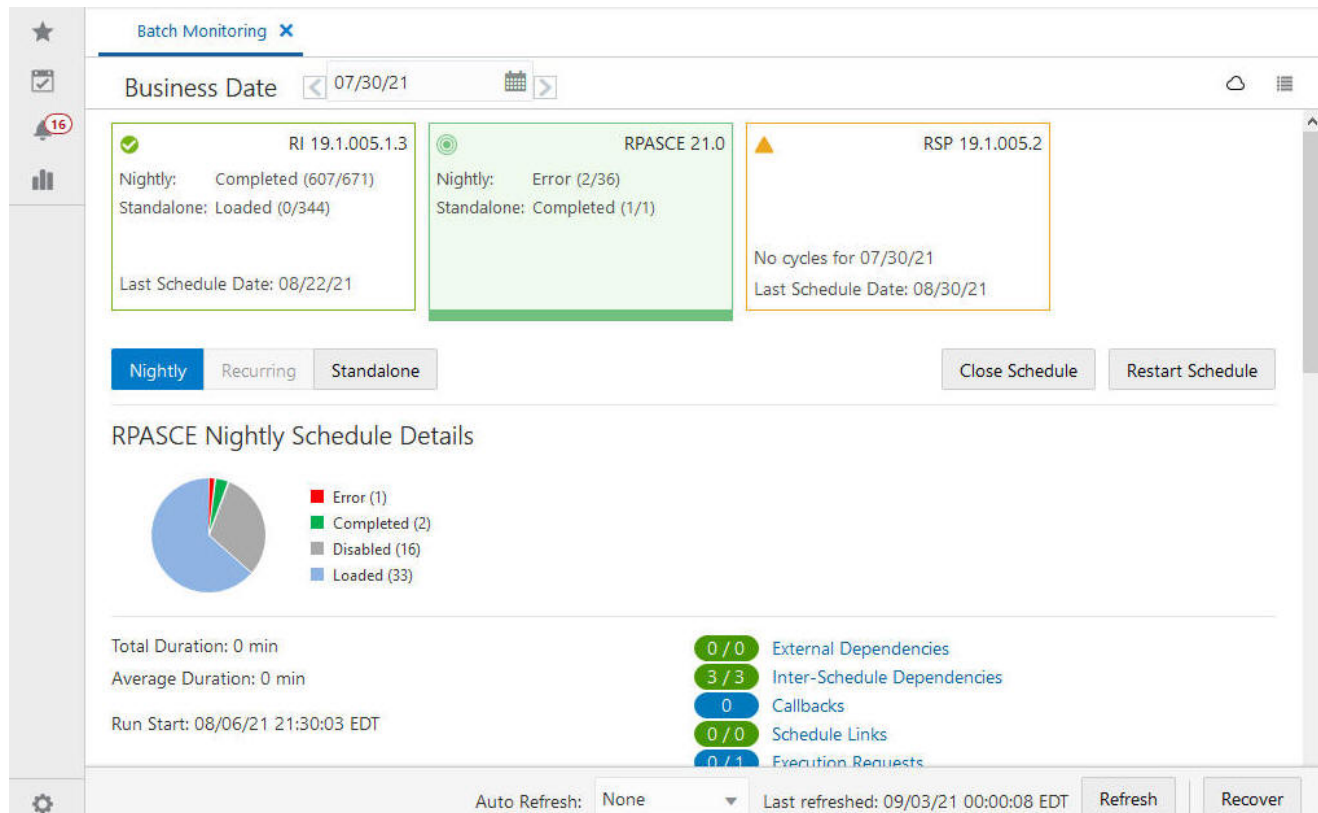 Batch Monitoring
16
Business Date 07/30/21
RI 19.1.005.1.3
Nightly: Completed (607/671)
Standalone: Loaded (0/344)
Last Schedule Date: 08/22/21
RPASCE 21.0
Nightly: Error (2/36)
Standalone: Completed (1/1)
RSP 19.1.005.2
No cycles for 07/30/21
Last Schedule Date: 08/30/21
Nightly Recurring Standalone Close Schedule Restart Schedule
RPASCE Nightly Schedule Details
Error (1)
Completed (2)
Disabled (16)
Loaded (33)
Total Duration: 0 min
Average Duration: 0 min
Run Start: 08/06/21 21:30:03 EDT
0 / 0 External Dependencies
3 / 3 Inter-Schedule Dependencies
0 Callbacks
0 / 0 Schedule Links
0 / 1 Execution Requests
Auto Refresh: None Last refreshed: 09/03/21 00:00:08 EDT Refresh Recover